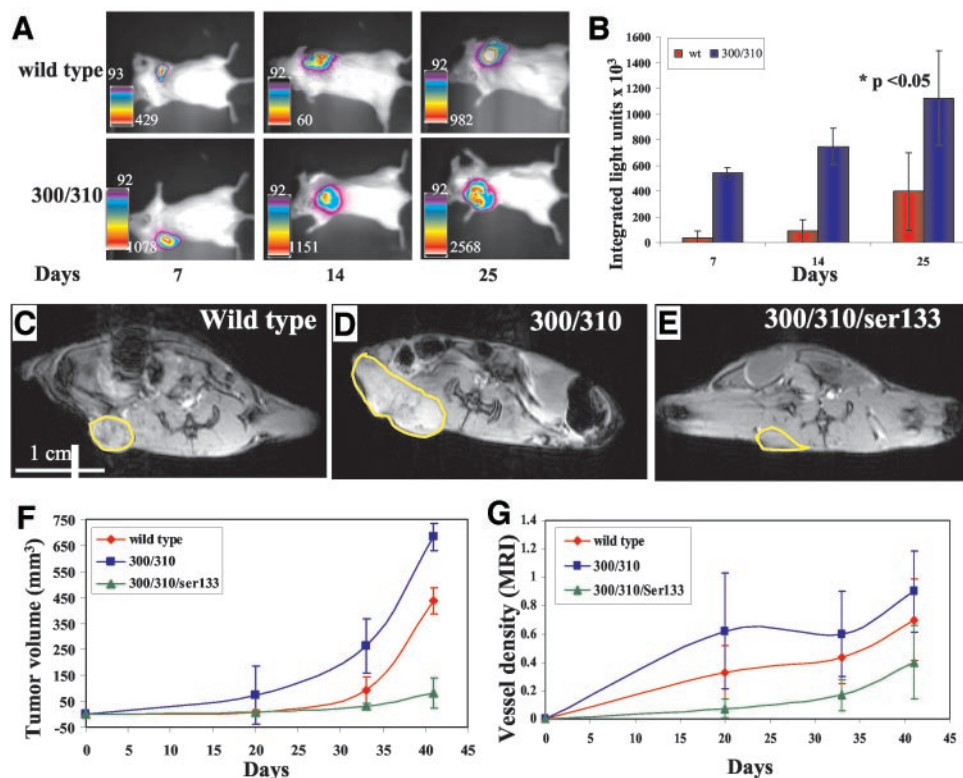 A
wild type
93
429
92
60
92
982
300/310
92
1078
92
1151
92
2568
Days 7 14 25
B
Integrated light units x 10³
1600
1400
1200
1000
800
600
400
200
0
wt 300/310
* p <0.05
7 14 25
Days
C Wild type
1 cm
D 300/310
E 300/310/ser133
F
Tumor volume (mm³)
750
650
550
450
350
250
150
50
-50
wild type
300/310
300/310/ser133
0 5 10 15 20 25 30 35 40 45
Days
G
Vessel density (MRI)
1.4
1.2
1
0.8
0.6
0.4
0.2
0
wild type
300/310
300/310/Ser133
0 5 10 15 20 25 30 35 40 45
Days